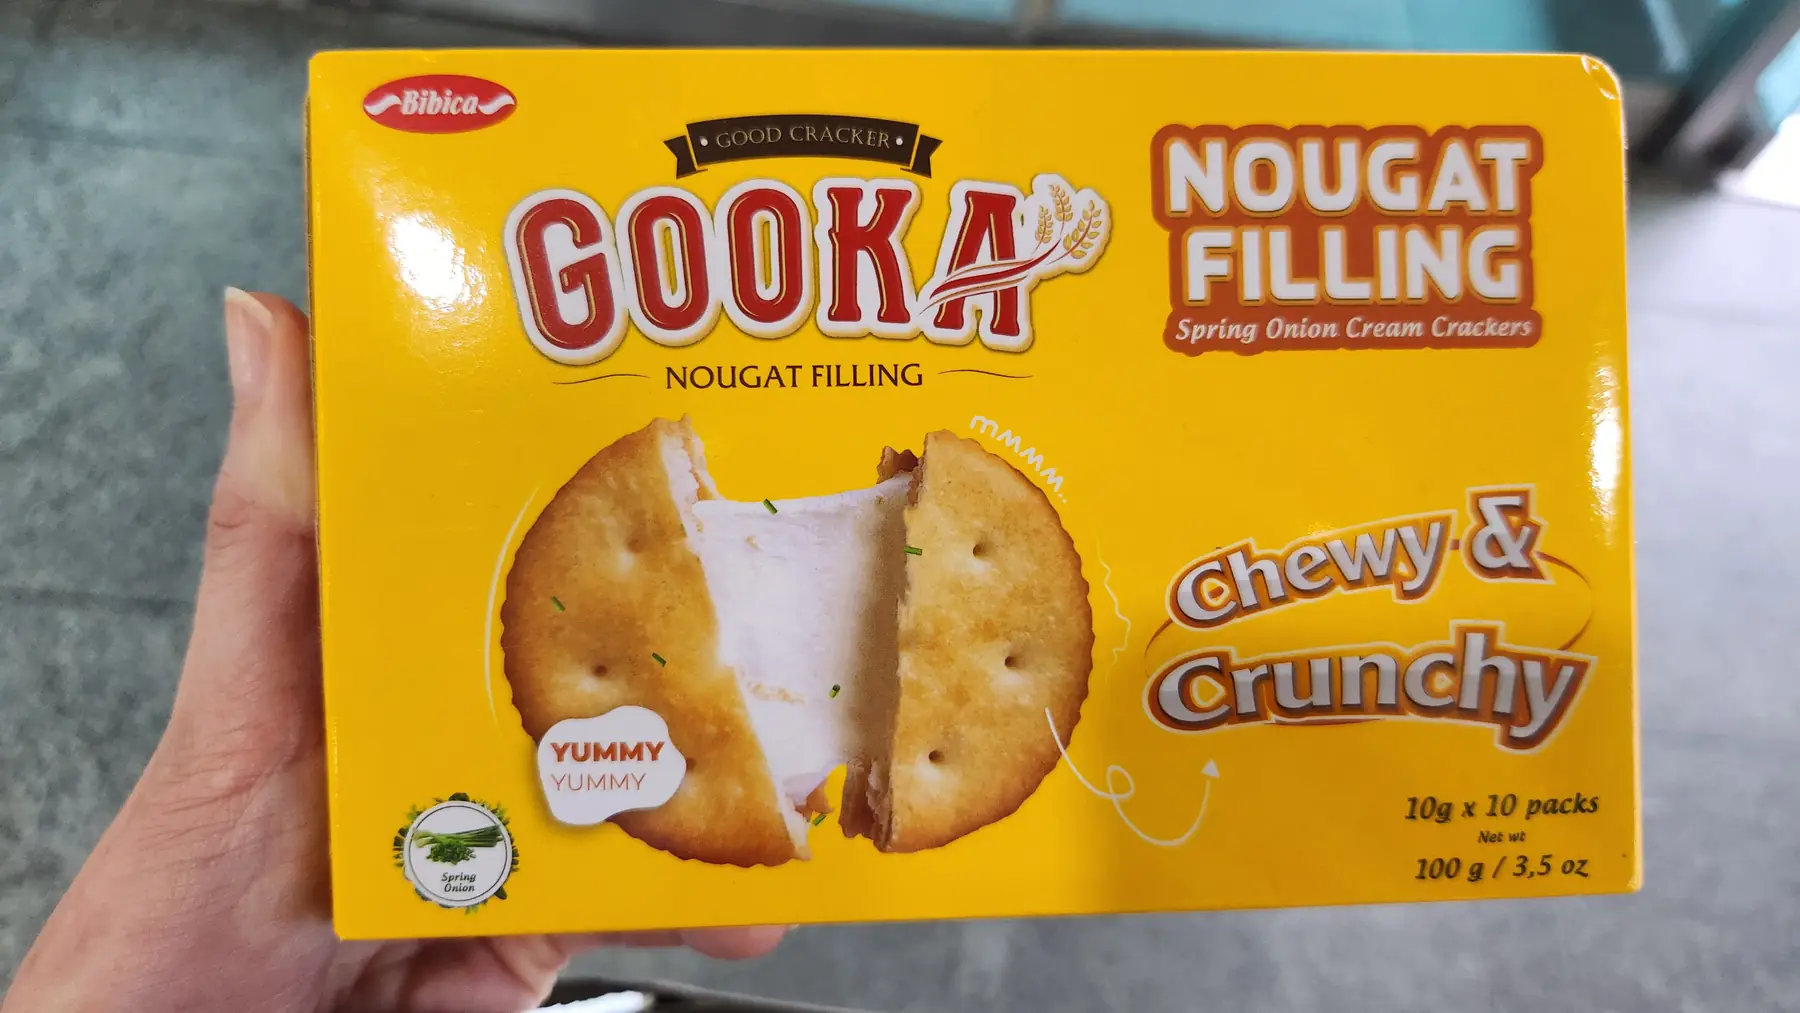 Bibica
GOOD CRACKER
GOOKA
NOUGAT FILLING
NOUGAT
FILLING
Spring Onion Cream Crackers
mmmm..
Chewy &
Crunchy
YUMMY
YUMMY
Spring
Onion
10g x 10 packs
Net wt
100 g / 3,5 oz